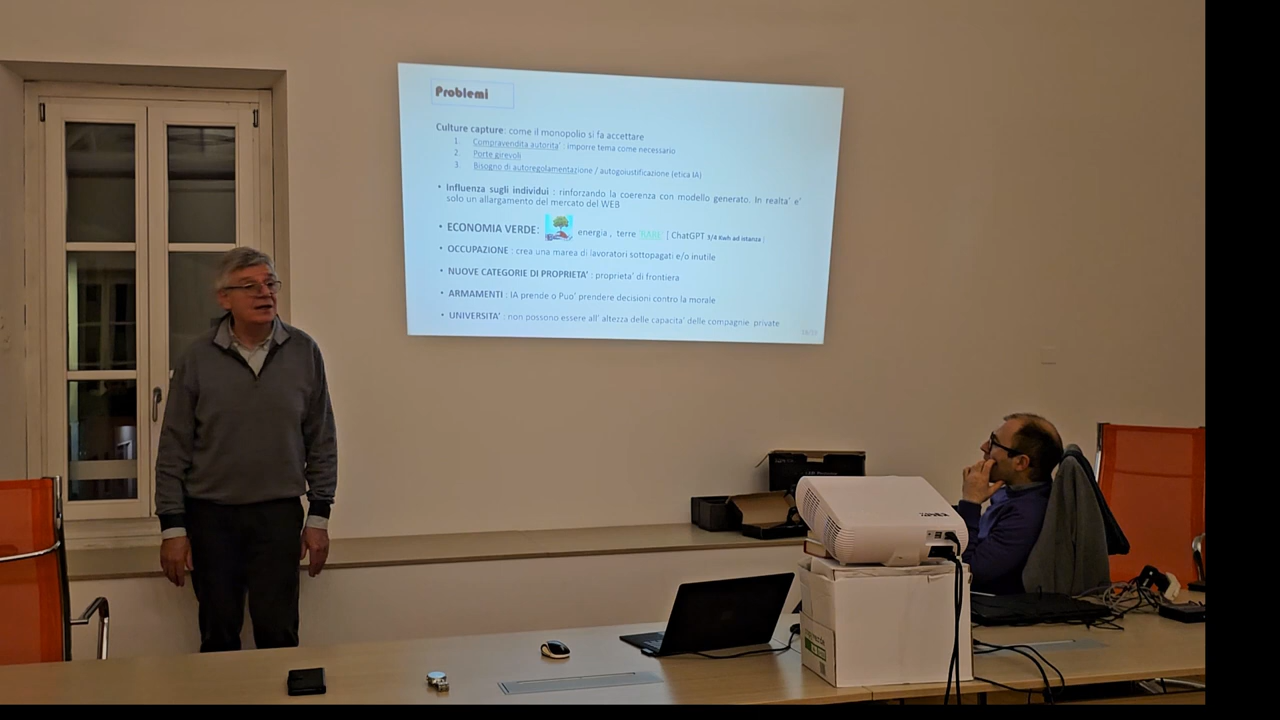 Problemi
Culture capture: come il monopolio si fa accettare
1. Compravendita autorita' : imporre tema come necessario
2. Porte girevoli
3. Bisogno di autoregolamentazione / autogoiustificazione (etica IA)
• Influenza sugli individui : rinforzando la coerenza con modello generato. In realta' e'
solo un allargamento del mercato del WEB
• ECONOMIA VERDE: energia , terre RARE [ ChatGPT 3/4 Kwh ad istanza ]
• OCCUPAZIONE : crea una marea di lavoratori sottopagati e/o inutile
• NUOVE CATEGORIE DI PROPRIETA' : proprieta' di frontiera
• ARMAMENTI : IA prende o Puo' prendere decisioni contro la morale
• UNIVERSITA' : non possono essere all' altezza delle capacita' delle compagnie private